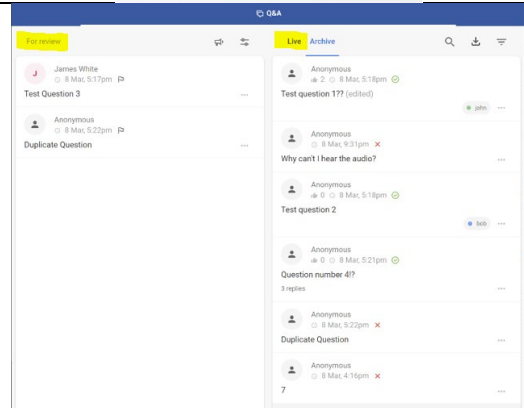 Q&A
For review
J
James White
8 Mar, 5:17pm
Test Question 3
Anonymous
8 Mar, 5:22pm
Duplicate Question
Live Archive
Anonymous
2 8 Mar, 5:18pm
Test question 1?? (edited)
john
Anonymous
8 Mar, 9:31pm
Why can't I hear the audio?
Anonymous
0 8 Mar, 5:18pm
Test question 2
bob
Anonymous
0 8 Mar, 5:21pm
Question number 4!?
3 replies
Anonymous
8 Mar, 5:22pm
Duplicate Question
Anonymous
8 Mar, 4:16pm
7